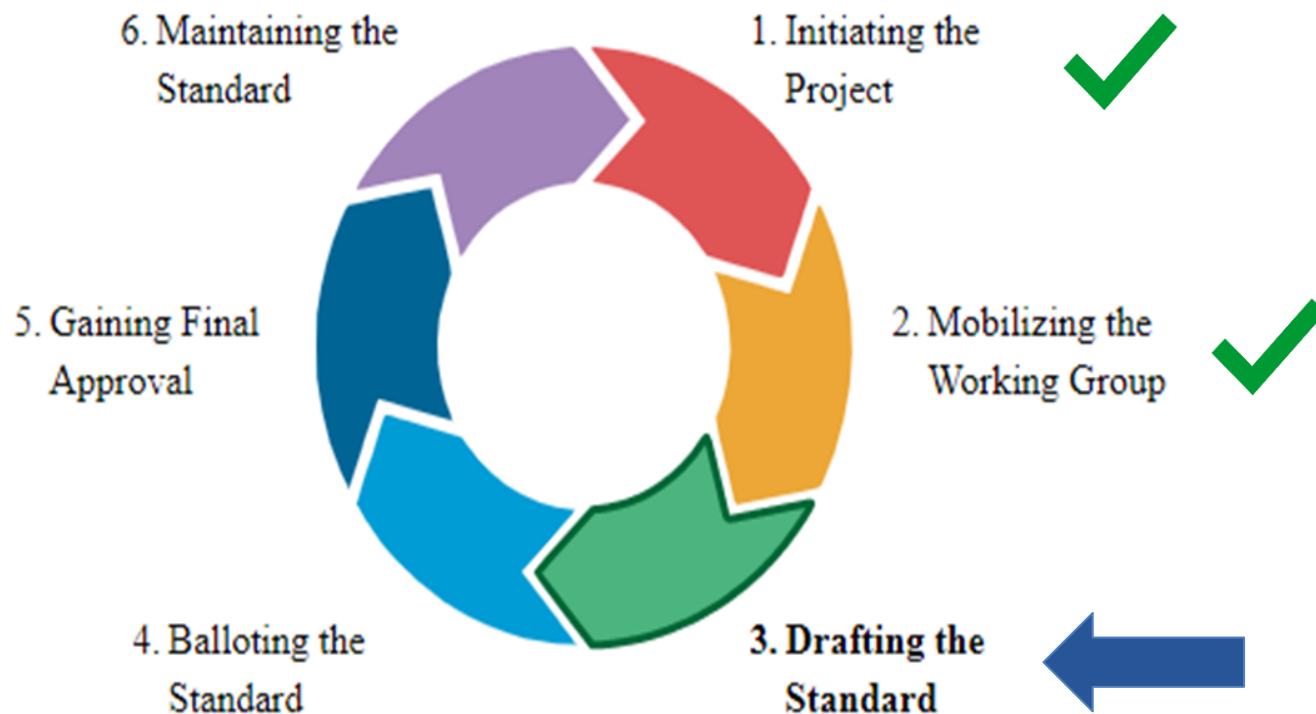 1. Initiating the
Project
2. Mobilizing the
Working Group
3. Drafting the
Standard
4. Balloting the
Standard
5. Gaining Final
Approval
6. Maintaining the
Standard